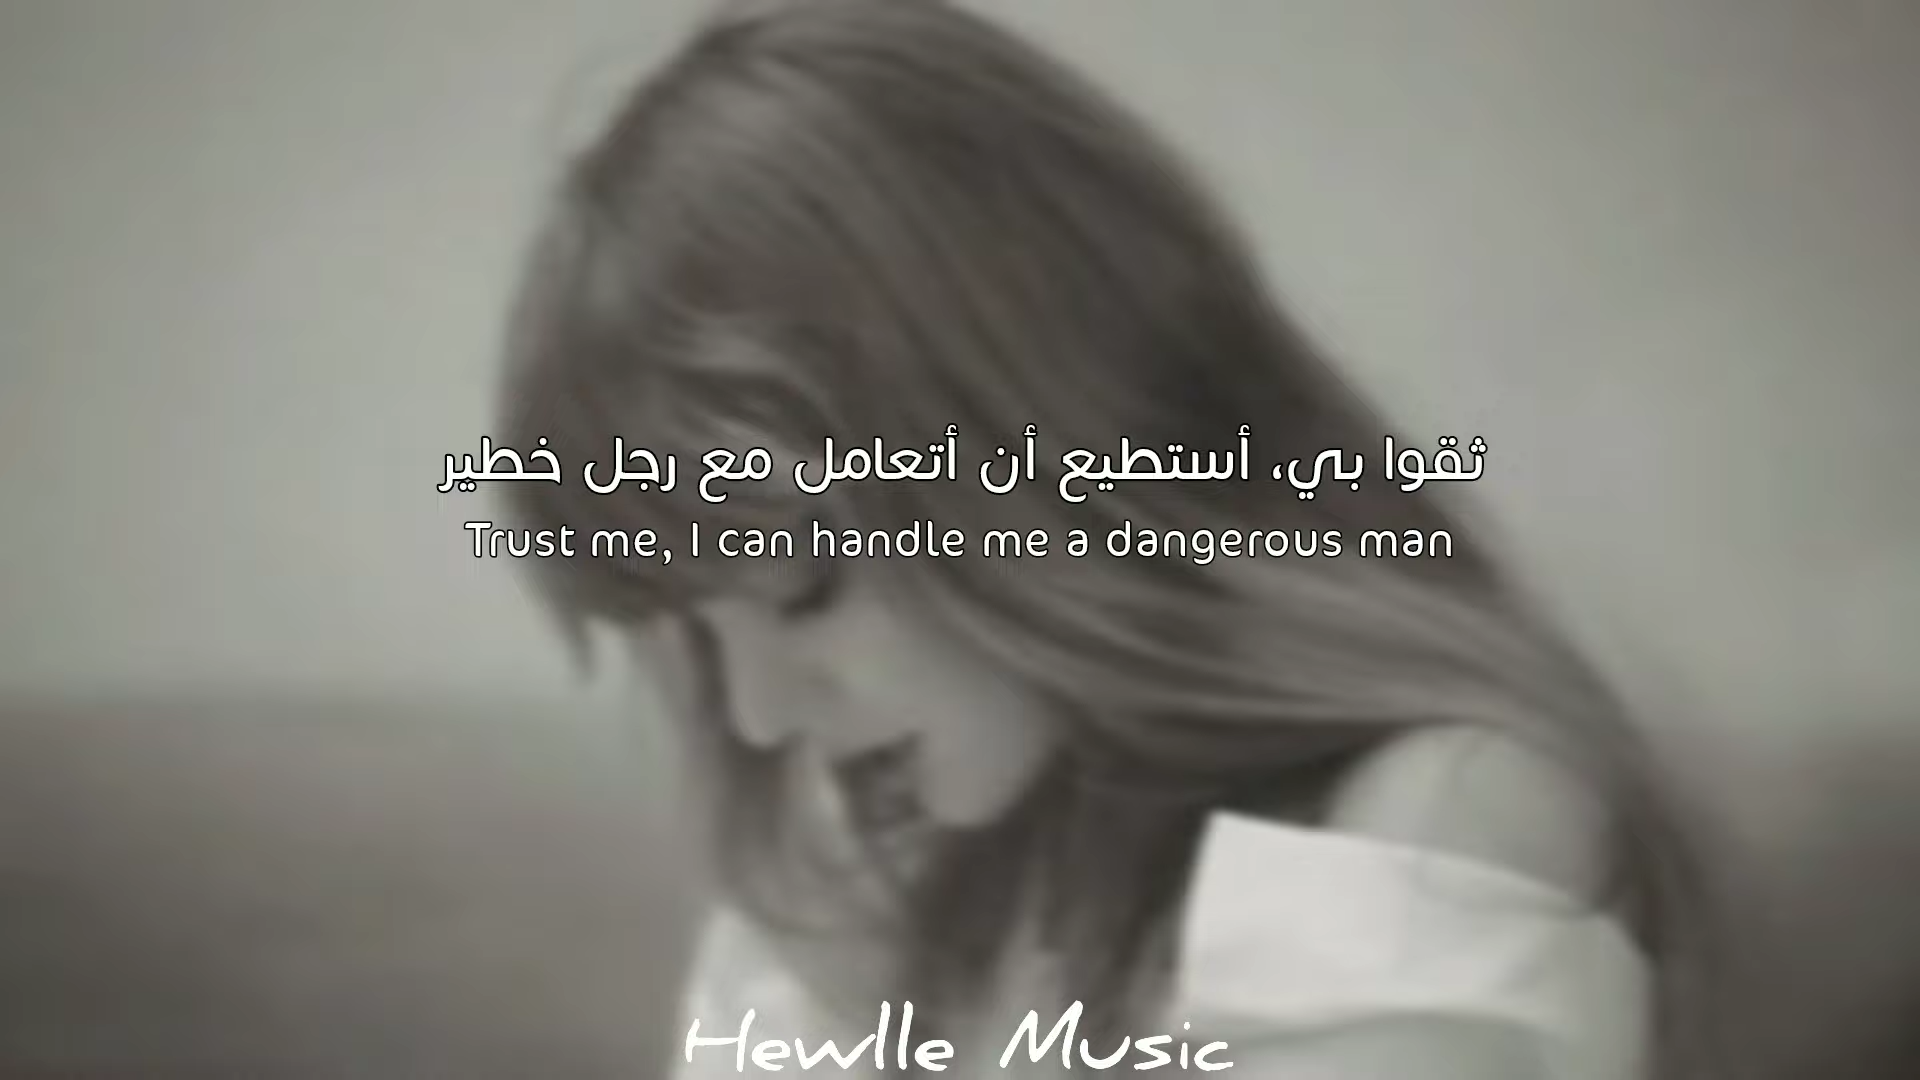 ثقوا بي، أستطيع أن أتعامل مع رجل خطير
Trust me, I can handle me a dangerous man
Hewlle Music